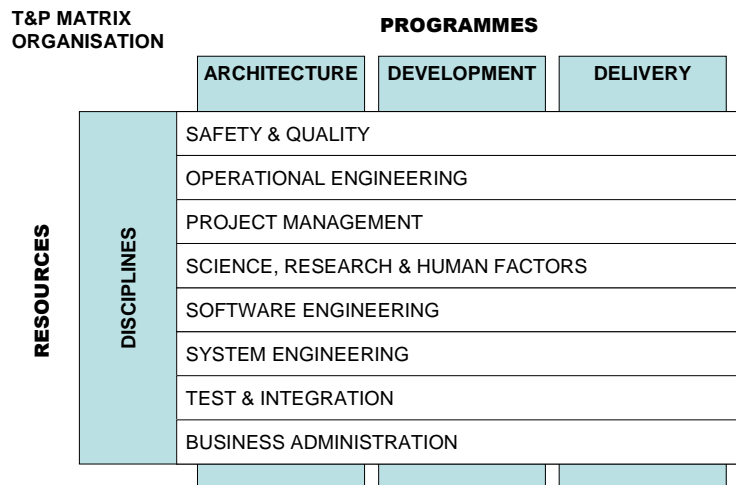 T&P MATRIX
ORGANISATION
PROGRAMMES
ARCHITECTURE
DEVELOPMENT
DELIVERY
RESOURCES
DISCIPLINES
SAFETY & QUALITY
OPERATIONAL ENGINEERING
PROJECT MANAGEMENT
SCIENCE, RESEARCH & HUMAN FACTORS
SOFTWARE ENGINEERING
SYSTEM ENGINEERING
TEST & INTEGRATION
BUSINESS ADMINISTRATION